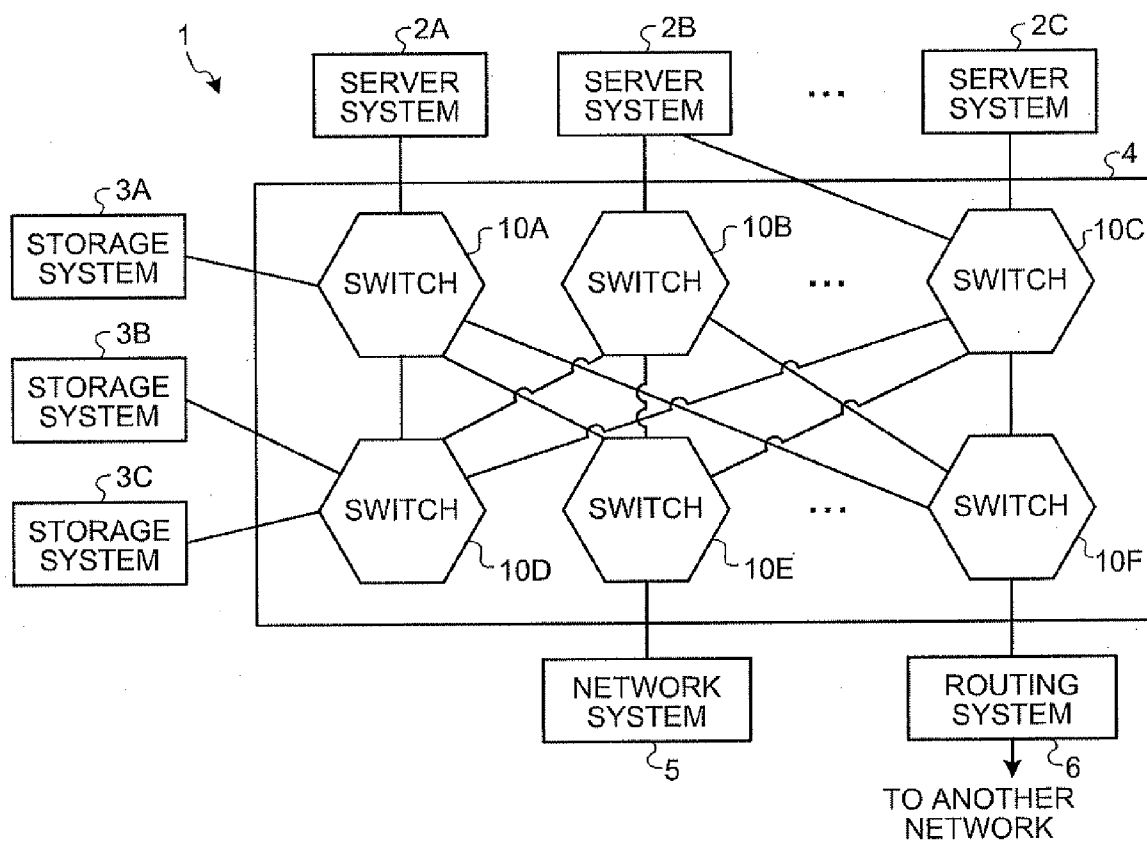 1
2A
2B
2C
SERVER
SYSTEM
SERVER
SYSTEM
...
SERVER
SYSTEM
4
3A
STORAGE
SYSTEM
10A
SWITCH
10B
SWITCH
...
10C
SWITCH
3B
STORAGE
SYSTEM
3C
STORAGE
SYSTEM
SWITCH
10D
SWITCH
10E
...
SWITCH
10F
NETWORK
SYSTEM
5
ROUTING
SYSTEM
6
TO ANOTHER
NETWORK